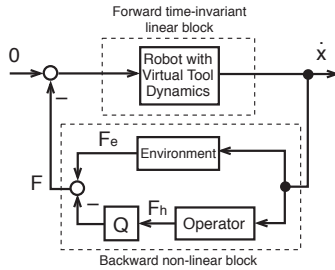 Forward time-invariant
linear block
0
Robot with
Virtual Tool
Dynamics
ẋ
−
Fe
Environment
F
−
Q
Fh
Operator
Backward non-linear block